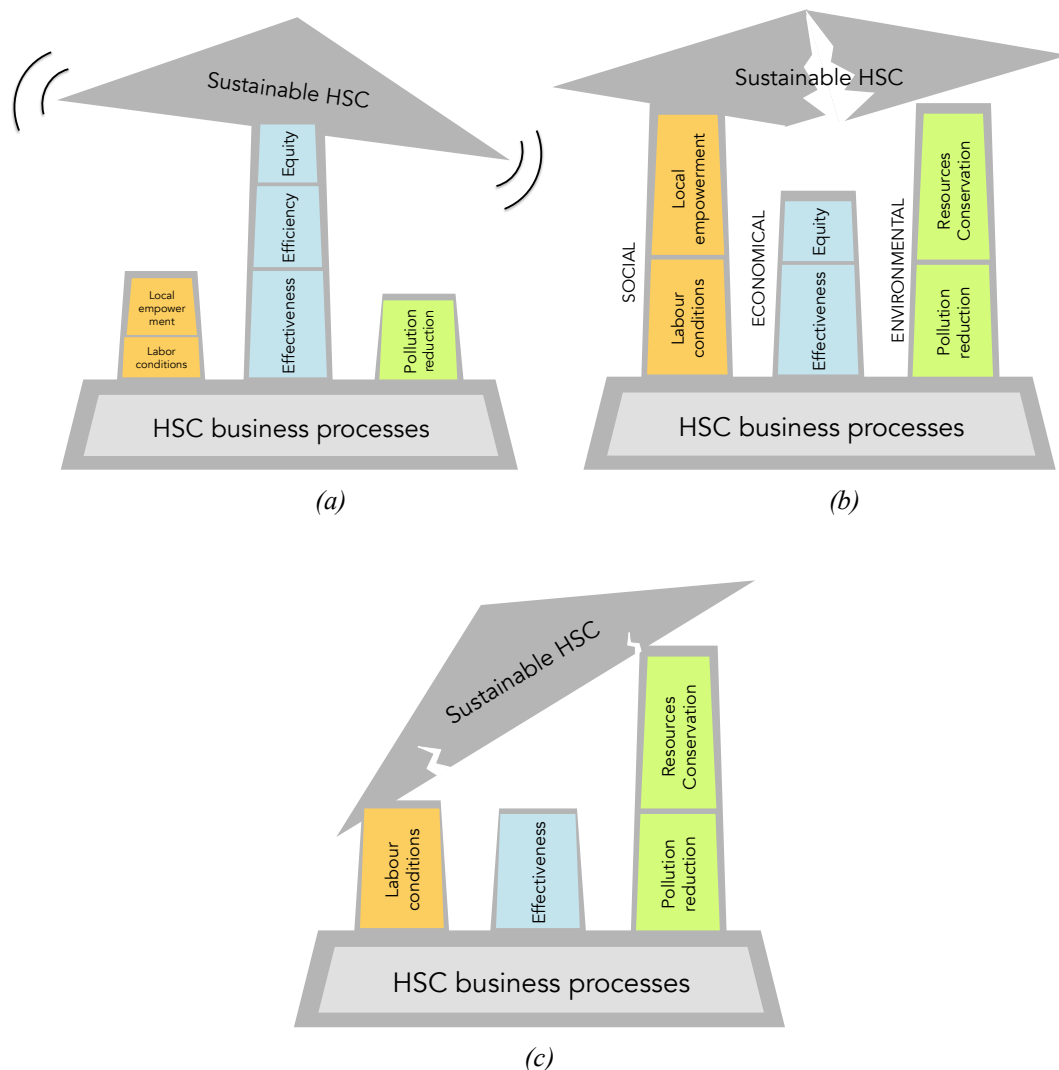 Sustainable HSC
Equity
Efficiency
Effectiveness
Local
empower
ment
Labor
conditions
Pollution
reduction
HSC business processes
(a)
Sustainable HSC
SOCIAL
Local
empowerment
Labour
conditions
ECONOMICAL
Equity
Effectiveness
ENVIRONMENTAL
Resources
Conservation
Pollution
reduction
HSC business processes
(b)
Sustainable HSC
Labour
conditions
Effectiveness
Resources
Conservation
Pollution
reduction
HSC business processes
(c)